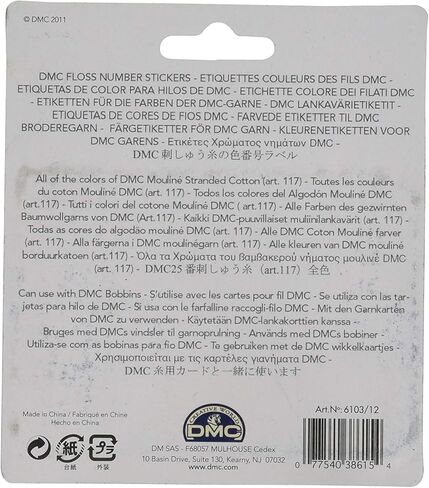 © DMC 2011
DMC FLOSS NUMBER STICKERS - ETIQUETTES COULEURS DES FILS DMC -
ETIQUETAS DE COLOR PARA HILOS DE DMC - ETICHETTE COLORE DEI FILATI DMC
- ETIKETTEN FÜR DIE FARBEN DER DMC-GARNE - DMC LANKAVÄRIETIKETIT -
ETIQUETAS DE CORES DE FIOS DMC - FARVEDE ETIKETTER TIL DMC
BRODEREGARN - FÄRGETIKETTER FÖR DMC GARN - KLEURENETIKETTEN VOOR
DMC GARENS - Ετικέτες Χρώματος νημάτων DMC -
DMC 刺しゅう糸の色番号ラベル
All of the colors of DMC Mouliné Stranded Cotton (art. 117) - Toutes les couleurs
du coton Mouliné DMC (art. 117) - Todos los colores del Algodón Mouliné DMC
(art. 117) - Tutti i colori del cotone Mouliné DMC (art. 117) - Alle Farben des gezwirnten
Baumwollgarns von DMC (Art.117) - Kaikki DMC-puuvillaiset muliinilankavärit (art. 117) -
Todas as cores do algodão mouliné DMC (art. 117) - Alle DMC Coton Mouliné farver
(art. 117) - Alla färgerna i DMC moulinégarn (art. 117) - Alle kleuren van DMC mouliné
borduurkatoen (art. 117) - Όλα τα Χρώματα του βαμβακερού νήματος μουλινέ DMC
(art. 117) - DMC25 番刺しゅう糸 (art.117) 全色
Can use with DMC Bobbins - S'utilise avec les cartes pour fil DMC - Se utiliza con las tar-
jetas para hilo de DMC - Si usa con le farfalline raccogli-filo DMC - Mit den Garnkarten
von DMC zu verwenden - Käytetään DMC-lankakorttien kanssa -
Bruges med DMCs vindsler til garnoprulning - Används med DMCs bobiner -
Utiliza-se com as bobinas para fio DMC - Te gebruiken met de DMC wikkelkaartjes -
Χρησιμοποιείται με τις καρτέλες γιανήματα DMC -
DMC 糸用カードと一緒に使います
Made in China / Fabriqué en Chine
Hecho en China
Art.Nr.: 6103/12
台紙
外装
プラ
CREATIVE WORLD
DMC
DM SAS - F68057 MULHOUSE Cedex
10 Basin Drive, Suite 130, Kearny, NJ. 07032
www.dmc.com
0 77540 38615 4